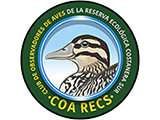 CLUB DE OBSERVADORES DE AVES DE LA RESERVA ECOLÓGICA COSTANERA SUR
·COA RECS·